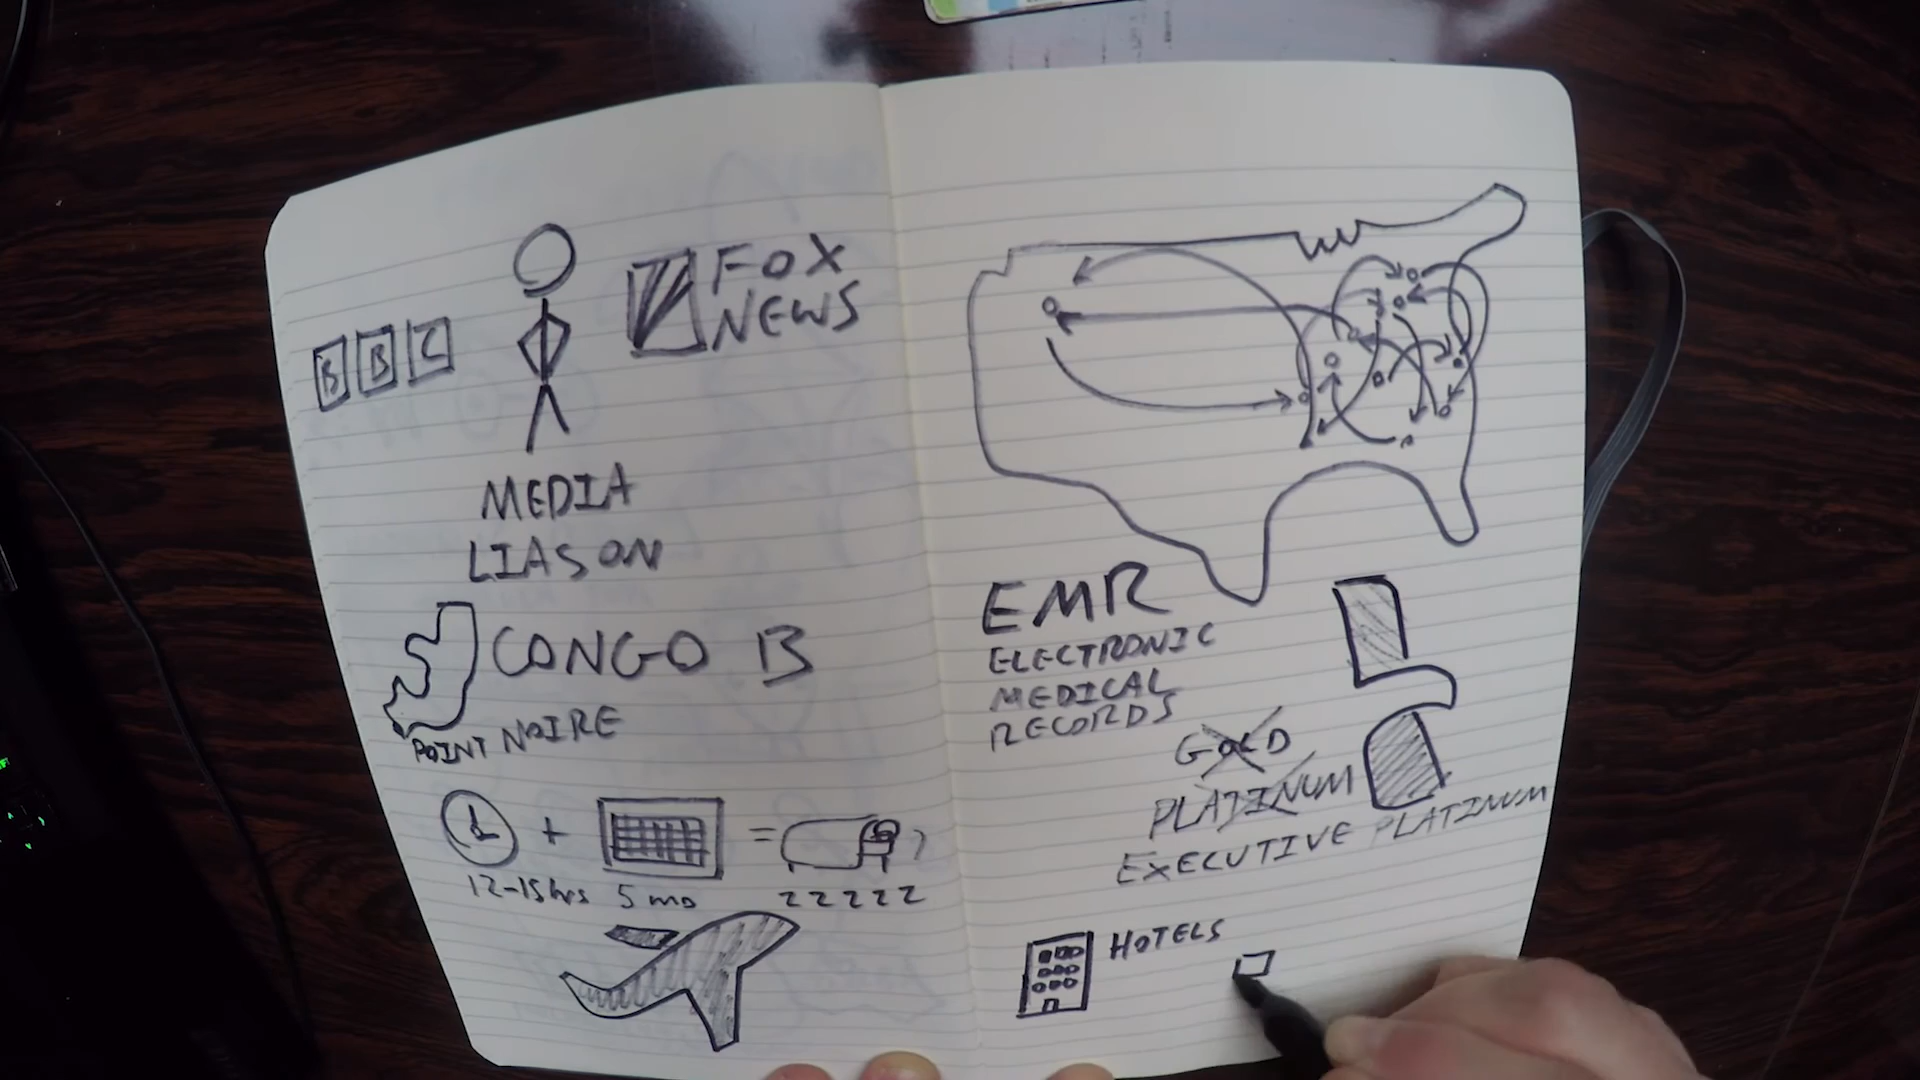 BBC
FOX
NEWS
MEDIA
LIASON
CONGO B
POINT NOIRE
+ =
12-15hrs 5 mo ZZZZZ
EMR
ELECTRONIC
MEDICAL
RECORDS
GOLD
PLATINUM
EXECUTIVE PLATINUM
HOTELS